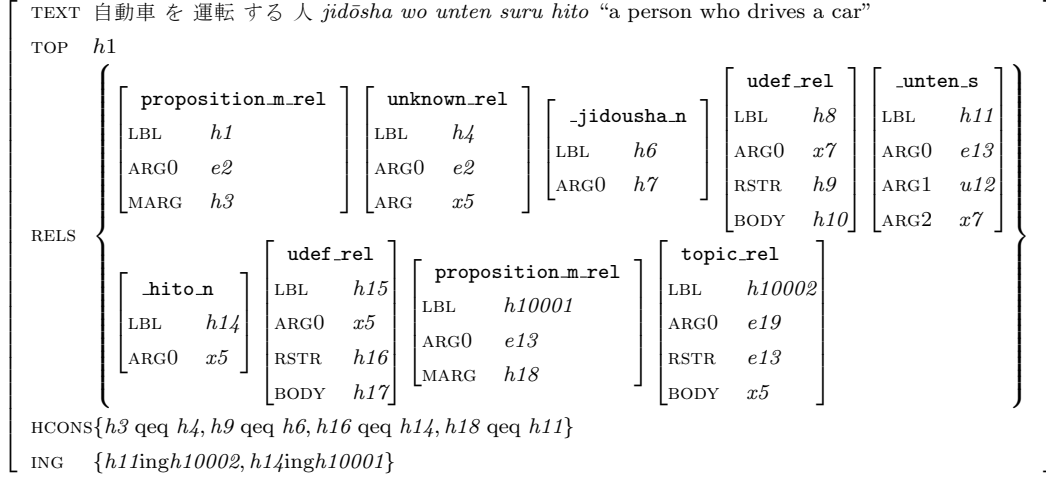 TEXT 自動車 を 運転 する 人 jidōsha wo unten suru hito “a person who drives a car”
TOP h1
RELS
proposition_m_rel
LBL h1
ARG0 e2
MARG h3
unknown_rel
LBL h4
ARG0 e2
ARG x5
_jidousha_n
LBL h6
ARG0 h7
udef_rel
LBL h8
ARG0 x7
RSTR h9
BODY h10
_unten_s
LBL h11
ARG0 e13
ARG1 u12
ARG2 x7
_hito_n
LBL h14
ARG0 x5
udef_rel
LBL h15
ARG0 x5
RSTR h16
BODY h17
proposition_m_rel
LBL h10001
ARG0 e13
MARG h18
topic_rel
LBL h10002
ARG0 e19
RSTR e13
BODY x5
HCONS{h3 qeq h4, h9 qeq h6, h16 qeq h14, h18 qeq h11}
ING {h11ingh10002, h14ingh10001}